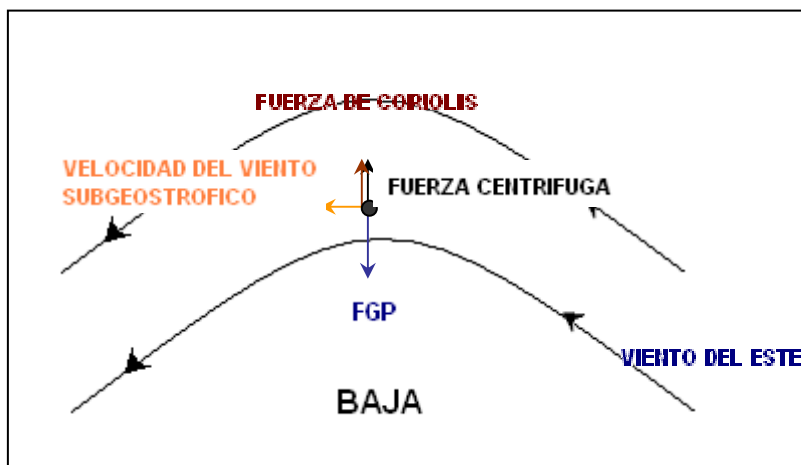 FUERZA DE CORIOLIS
VELOCIDAD DEL VIENTO
SUBGEOSTROFICO
FUERZA CENTRIFUGA
FGP
VIENTO DEL ESTE
BAJA